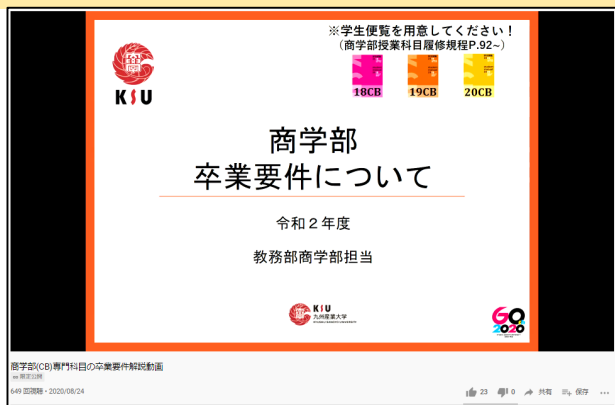 ※学生便覧を用意してください！
（商学部授業科目履修規程P.92~）
KSU
18CB
19CB
20CB
商学部
卒業要件について
令和２年度
教務部商学部担当
KSU
九州産業大学
GO
2020
商学部(CB)専門科目の卒業要件解説動画
限定公開
649 回視聴・2020/08/24
23
0
共有
保存